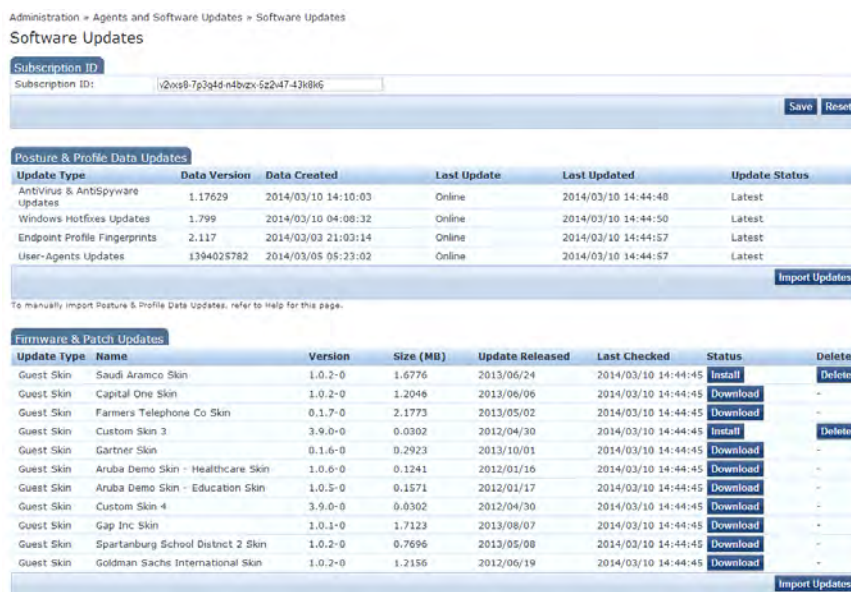 Administration » Agents and Software Updates » Software Updates
Software Updates
Subscription ID
Subscription ID:
Save Reset
Posture & Profile Data Updates
Update Type Data Version Data Created Last Update Last Updated Update Status
AntiVirus & AntiSpyware Updates 1.17629 2014/03/10 14:10:03 Online 2014/03/10 14:44:48 Latest
Windows Hotfixes Updates 1.799 2014/03/10 04:08:32 Online 2014/03/10 14:44:50 Latest
Endpoint Profile Fingerprints 2.117 2014/03/03 21:03:14 Online 2014/03/10 14:44:57 Latest
User-Agents Updates 1394025782 2014/03/05 05:23:02 Online 2014/03/10 14:44:57 Latest
Import Updates
To manually import Posture & Profile Data Updates, refer to Help for this page.
Firmware & Patch Updates
Update Type Name Version Size (MB) Update Released Last Checked Status Delete
Guest Skin Saudi Aramco Skin 1.0.2-0 1.6776 2013/06/24 2014/03/10 14:44:45 Install Delete
Guest Skin Capital One Skin 1.0.2-0 1.2046 2013/06/06 2014/03/10 14:44:45 Download -
Guest Skin Farmers Telephone Co Skin 0.1.7-0 2.1773 2013/05/02 2014/03/10 14:44:45 Download -
Guest Skin Custom Skin 3 3.9.0-0 0.0302 2012/04/30 2014/03/10 14:44:45 Install Delete
Guest Skin Gartner Skin 0.1.6-0 0.2923 2013/10/01 2014/03/10 14:44:45 Download -
Guest Skin Aruba Demo Skin - Healthcare Skin 1.0.6-0 0.1241 2012/01/16 2014/03/10 14:44:45 Download -
Guest Skin Aruba Demo Skin - Education Skin 1.0.5-0 0.1571 2012/01/17 2014/03/10 14:44:45 Download -
Guest Skin Custom Skin 4 3.9.0-0 0.0302 2012/04/30 2014/03/10 14:44:45 Download -
Guest Skin Gap Inc Skin 1.0.1-0 1.7123 2013/08/07 2014/03/10 14:44:45 Download -
Guest Skin Spartanburg School District 2 Skin 1.0.2-0 0.7696 2013/05/08 2014/03/10 14:44:45 Download -
Guest Skin Goldman Sachs International Skin 1.0.2-0 1.2156 2012/06/19 2014/03/10 14:44:45 Download -
Import Updates